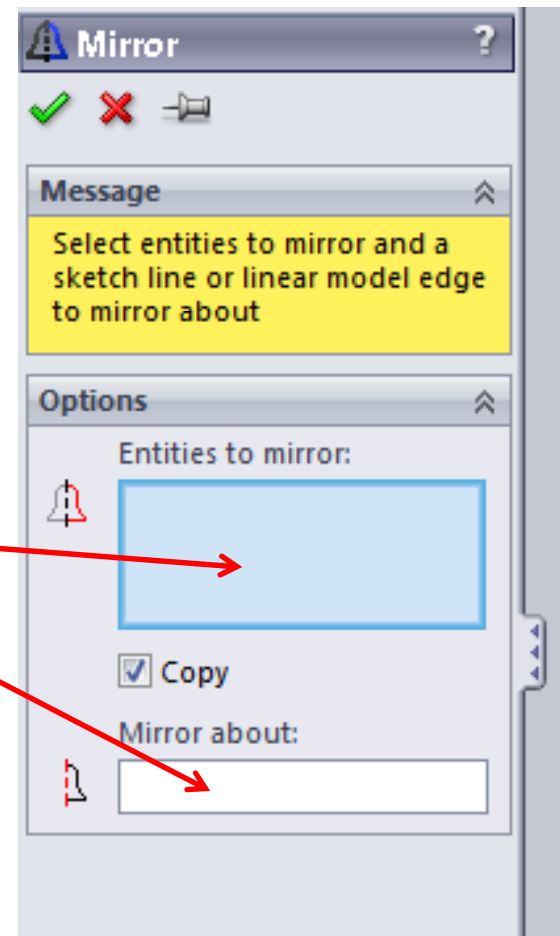 Mirror ?
Message
Select entities to mirror and a
sketch line or linear model edge
to mirror about
Options
Entities to mirror:
Copy
Mirror about: